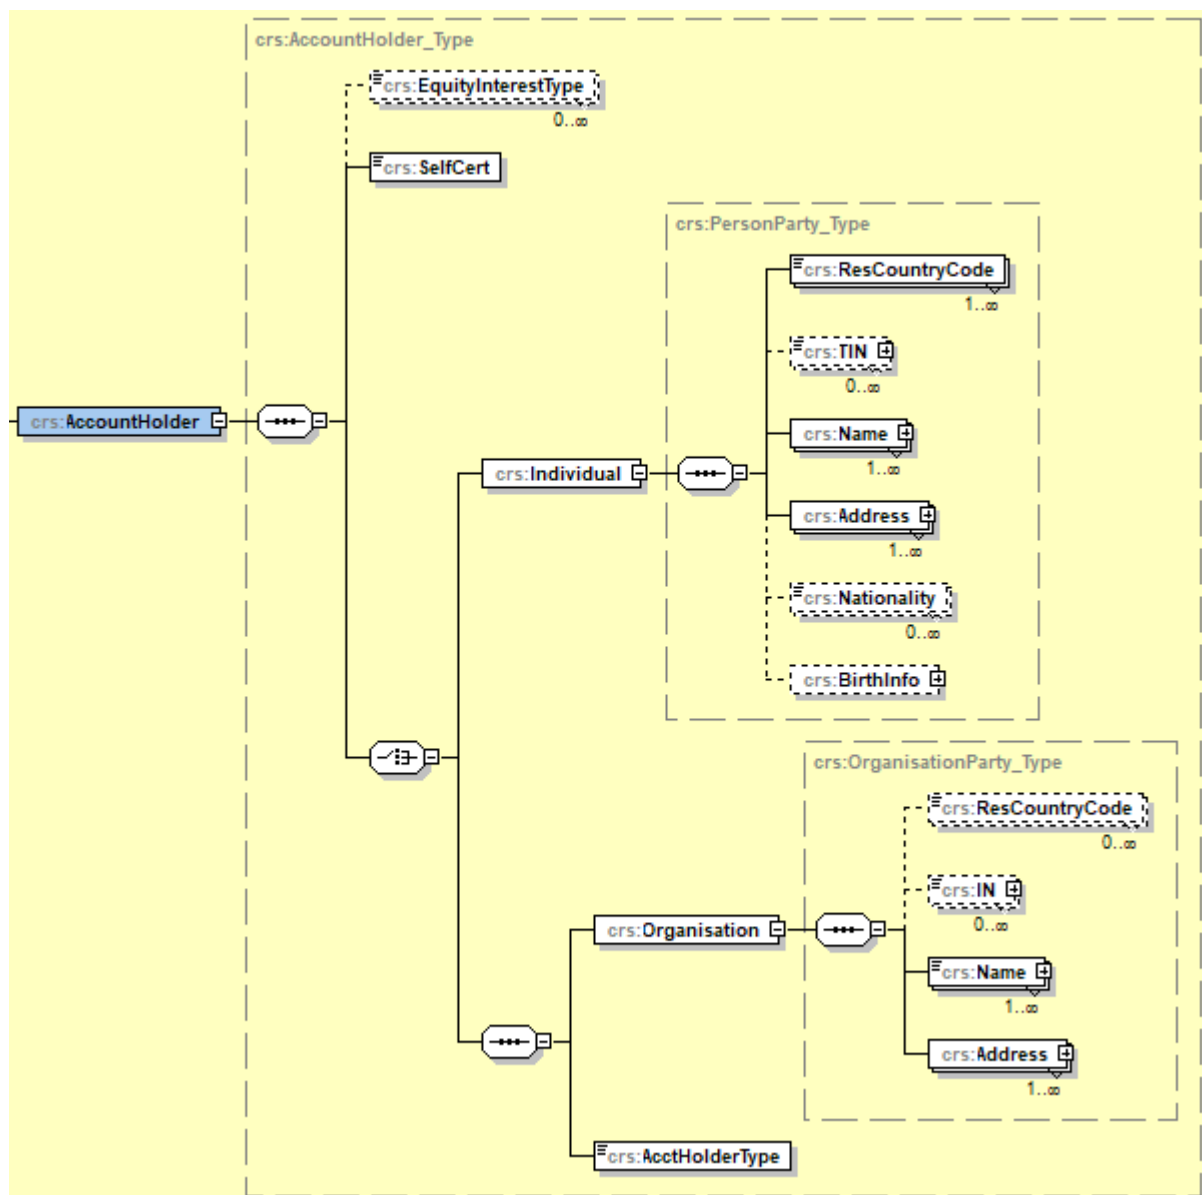 crs:AccountHolder_Type
crs:EquityInterestType
0..∞
crs:SelfCert
crs:PersonParty_Type
crs:ResCountryCode
1..∞
crs:TIN
0..∞
crs:AccountHolder
crs:Name
1..∞
crs:Individual
crs:Address
1..∞
crs:Nationality
0..∞
crs:BirthInfo
crs:OrganisationParty_Type
crs:ResCountryCode
0..∞
crs:IN
0..∞
crs:Organisation
crs:Name
1..∞
crs:Address
1..∞
crs:AcctHolderType